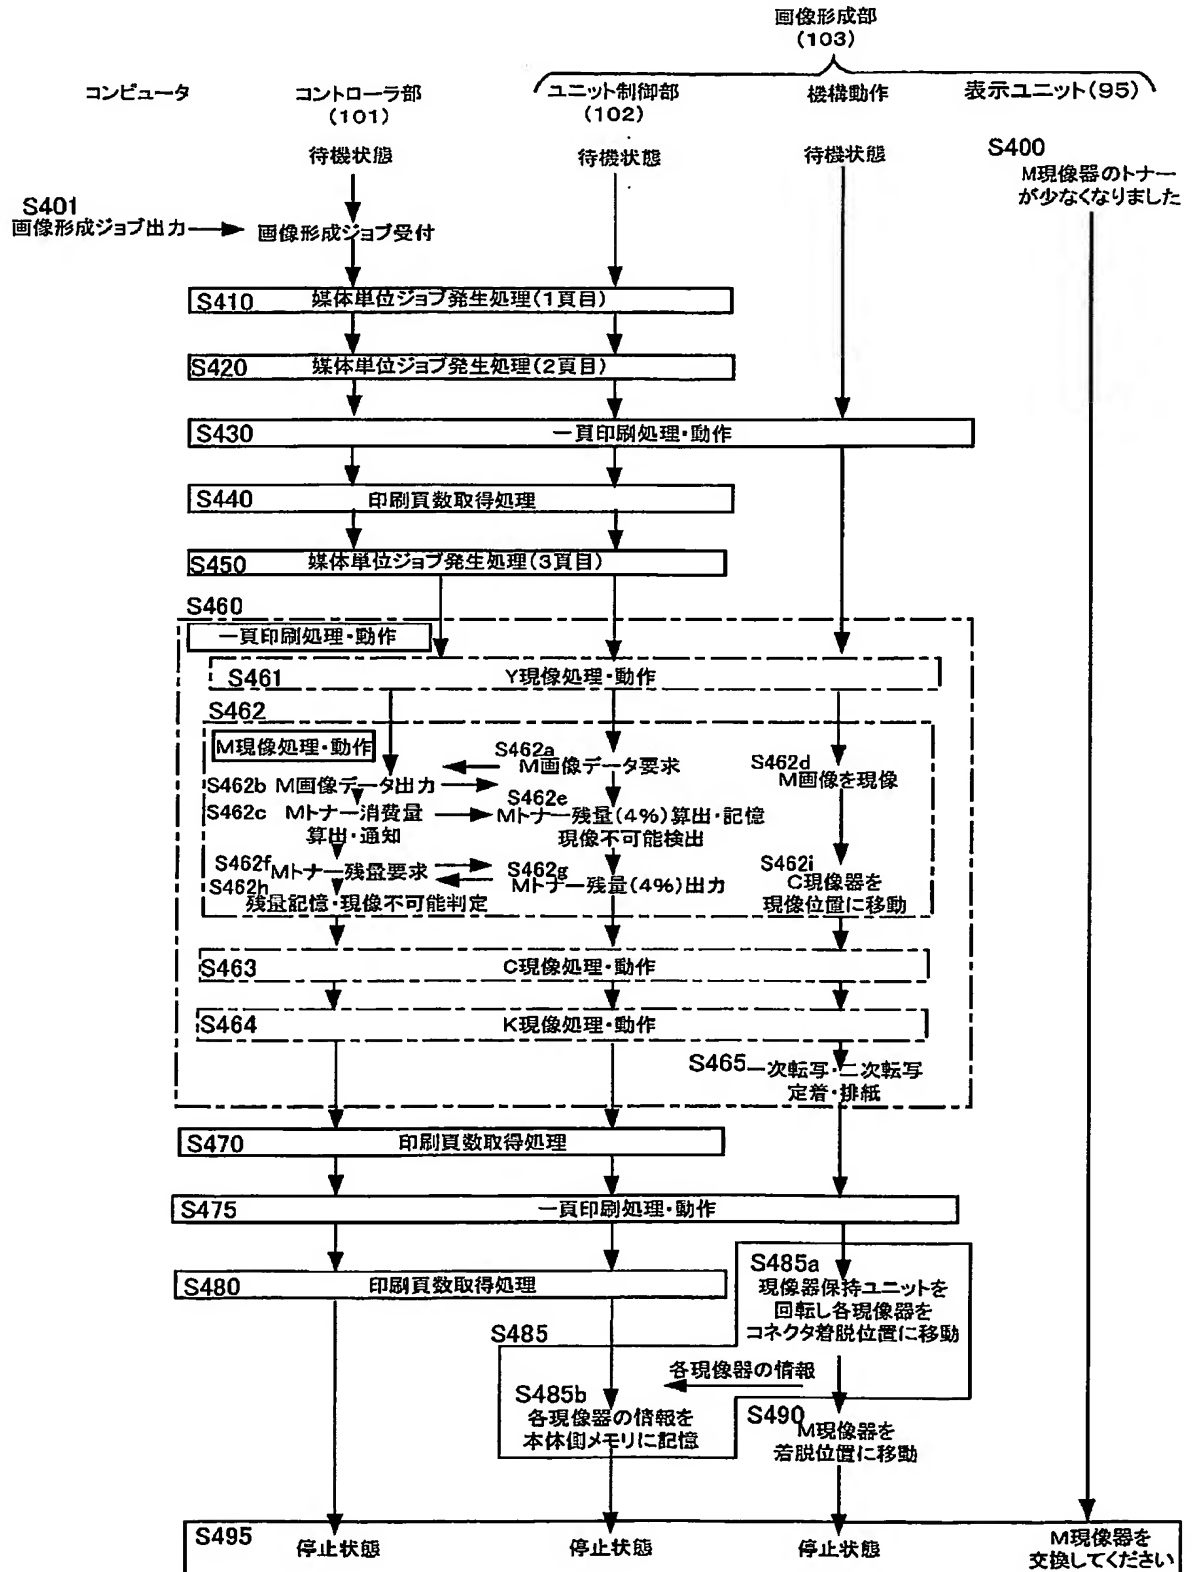 画像形成部
(103)
コンピュータ
コントローラ部
(101)
ユニット制御部
(102)
機構動作
表示ユニット(95)
待機状態
待機状態
待機状態
S400
M現像器のトナー
が少なくなりました
S401
画像形成ジョブ出力
画像形成ジョブ受付
S410 媒体単位ジョブ発生処理(1頁目)
S420 媒体単位ジョブ発生処理(2頁目)
S430 一頁印刷処理・動作
S440 印刷頁数取得処理
S450 媒体単位ジョブ発生処理(3頁目)
S460
一頁印刷処理・動作
S461 Y現像処理・動作
S462
M現像処理・動作
S462a
M画像データ要求
S462b M画像データ出力
S462c Mトナー消費量
算出・通知
S462d
M画像を現像
S462e
Mトナー残量(4%)算出・記憶
現像不可能検出
S462f Mトナー残量要求
S462g
Mトナー残量(4%)出力
S462h
残量記憶・現像不可能判定
S462i
C現像器を
現像位置に移動
S463 C現像処理・動作
S464 K現像処理・動作
S465 一次転写・二次転写
定着・排紙
S470 印刷頁数取得処理
S475 一頁印刷処理・動作
S480 印刷頁数取得処理
S485a
現像器保持ユニットを
回転し各現像器を
コネクタ着脱位置に移動
S485
各現像器の情報
S485b
各現像器の情報を
本体側メモリに記憶
S490
M現像器を
着脱位置に移動
S495
停止状態
停止状態
停止状態
M現像器を
交換してください